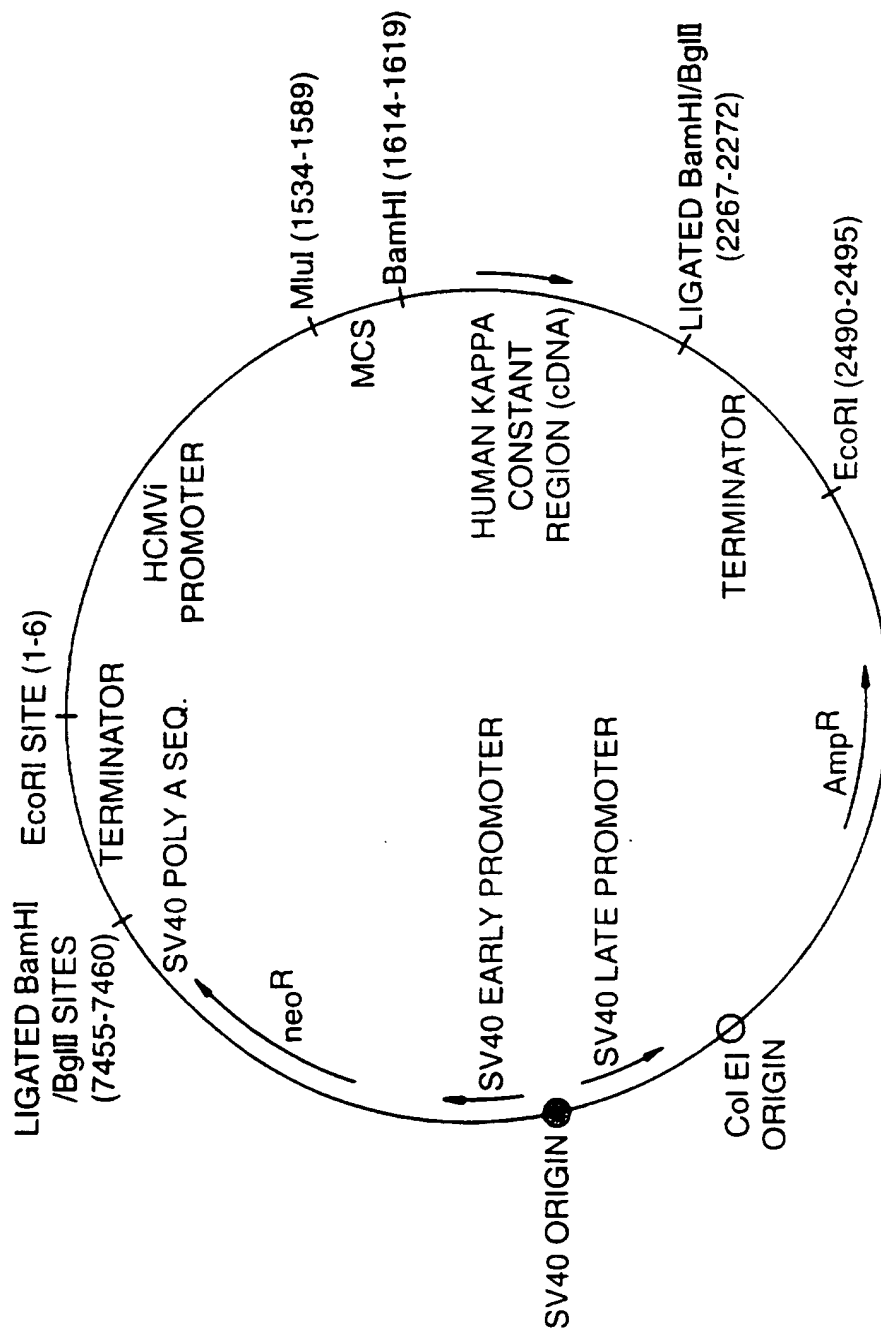 EcoRI SITE (1-6)
LIGATED BamHI
/BglII SITES
(7455-7460)
TERMINATOR
SV40 POLY A SEQ.
HCMVi
PROMOTER
MluI (1534-1589)
MCS
BamHI (1614-1619)
neoR
HUMAN KAPPA
CONSTANT
REGION (cDNA)
SV40 EARLY PROMOTER
SV40 LATE PROMOTER
SV40 ORIGIN
LIGATED BamHI/BglII
(2267-2272)
TERMINATOR
EcoRI (2490-2495)
Col EI
ORIGIN
AmpR